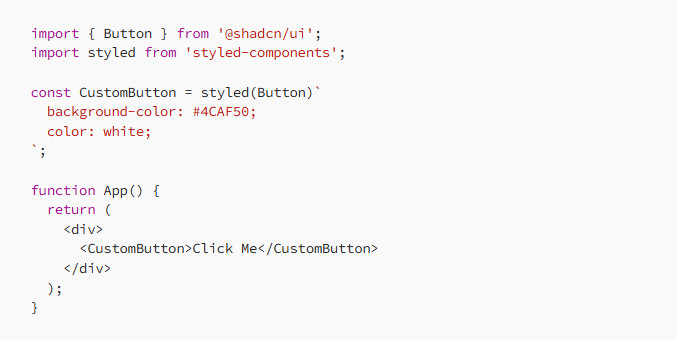 import { Button } from '@shadcn/ui';
import styled from 'styled-components';

const CustomButton = styled(Button)`
  background-color: #4CAF50;
  color: white;
`;

function App() {
  return (
    <div>
      <CustomButton>Click Me</CustomButton>
    </div>
  );
}